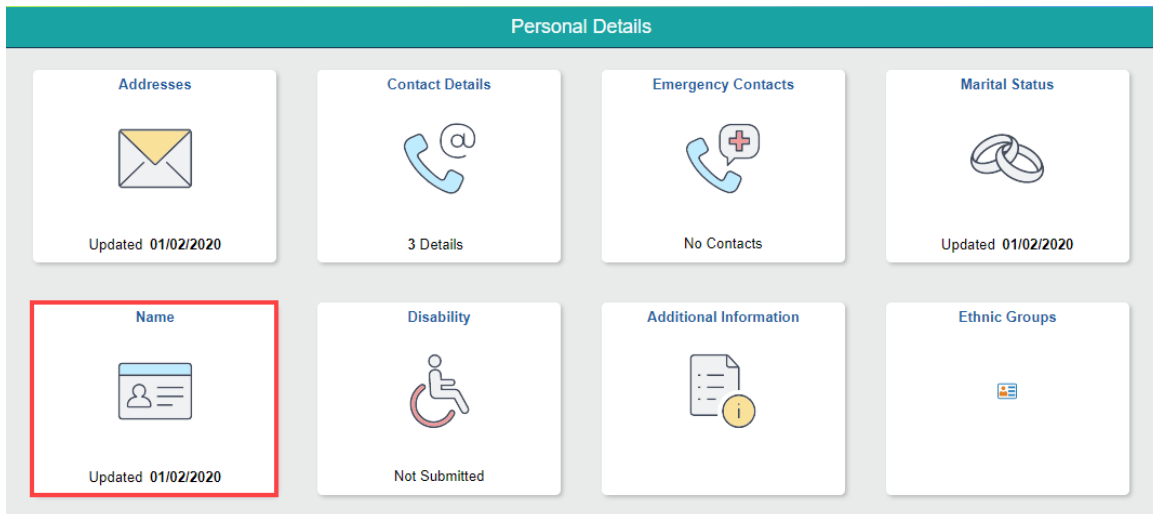 Personal Details
Addresses
Updated 01/02/2020
Contact Details
@
3 Details
Emergency Contacts
No Contacts
Marital Status
Updated 01/02/2020
Name
Updated 01/02/2020
Disability
Not Submitted
Additional Information
i
Ethnic Groups